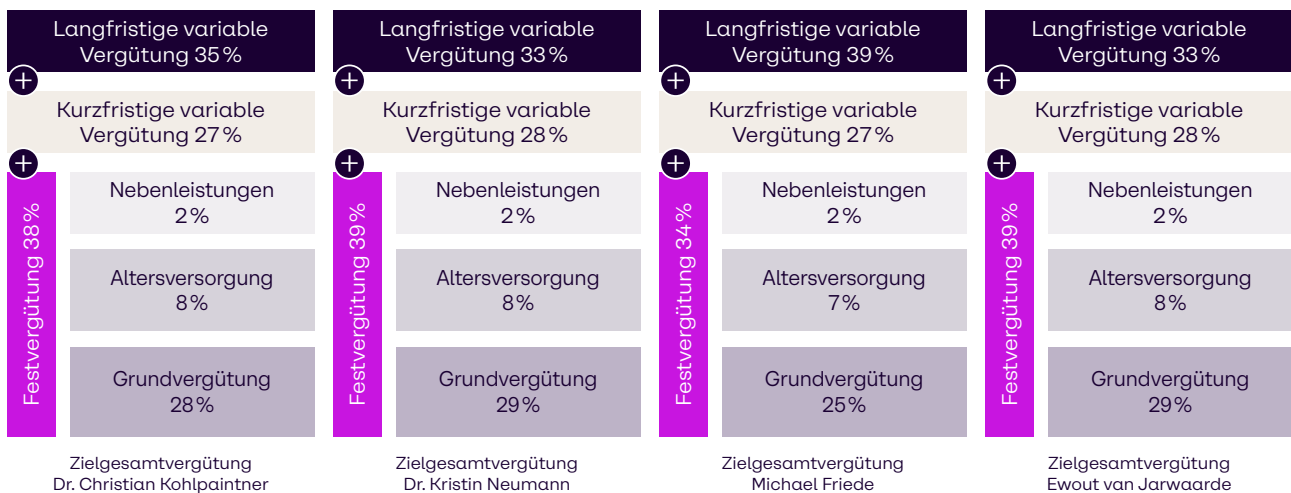 Langfristige variable
Vergütung 35 %
+
Kurzfristige variable
Vergütung 27 %
+
Festvergütung 38 %
Nebenleistungen
2 %
Altersversorgung
8 %
Grundvergütung
28 %
Zielgesamtvergütung
Dr. Christian Kohlpaintner
Langfristige variable
Vergütung 33 %
+
Kurzfristige variable
Vergütung 28 %
+
Festvergütung 39 %
Nebenleistungen
2 %
Altersversorgung
8 %
Grundvergütung
29 %
Zielgesamtvergütung
Dr. Kristin Neumann
Langfristige variable
Vergütung 39 %
+
Kurzfristige variable
Vergütung 27 %
+
Festvergütung 34 %
Nebenleistungen
2 %
Altersversorgung
7 %
Grundvergütung
25 %
Zielgesamtvergütung
Michael Friede
Langfristige variable
Vergütung 33 %
+
Kurzfristige variable
Vergütung 28 %
+
Festvergütung 39 %
Nebenleistungen
2 %
Altersversorgung
8 %
Grundvergütung
29 %
Zielgesamtvergütung
Ewout van Jarwaarde